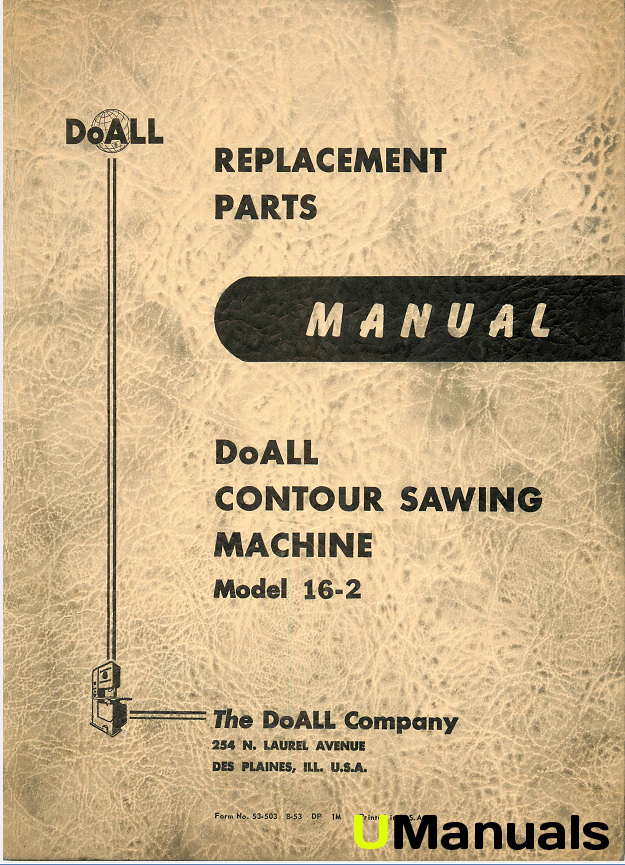 DoALL
REPLACEMENT
PARTS
MANUAL
DoALL
CONTOUR SAWING
MACHINE
Model 16-2
The DoALL Company
254 N. LAUREL AVENUE
DES PLAINES, ILL. U.S.A.
Form No. 53-503 8-53 DP 1M
UManuals